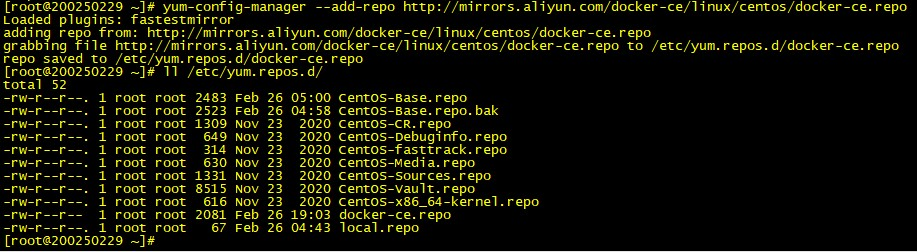 [root@200250229 ~]# yum-config-manager --add-repo http://mirrors.aliyun.com/docker-ce/linux/centos/docker-ce.repo
Loaded plugins: fastestmirror
adding repo from: http://mirrors.aliyun.com/docker-ce/linux/centos/docker-ce.repo
grabbing file http://mirrors.aliyun.com/docker-ce/linux/centos/docker-ce.repo to /etc/yum.repos.d/docker-ce.repo
repo saved to /etc/yum.repos.d/docker-ce.repo
[root@200250229 ~]# ll /etc/yum.repos.d/
total 52
-rw-r--r--. 1 root root 2483 Feb 26 05:00 CentOS-Base.repo
-rw-r--r--. 1 root root 2523 Feb 26 04:58 CentOS-Base.repo.bak
-rw-r--r--. 1 root root 1309 Nov 23  2020 CentOS-CR.repo
-rw-r--r--. 1 root root  649 Nov 23  2020 CentOS-Debuginfo.repo
-rw-r--r--. 1 root root  314 Nov 23  2020 CentOS-fasttrack.repo
-rw-r--r--. 1 root root  630 Nov 23  2020 CentOS-Media.repo
-rw-r--r--. 1 root root 1331 Nov 23  2020 CentOS-Sources.repo
-rw-r--r--. 1 root root 8515 Nov 23  2020 CentOS-Vault.repo
-rw-r--r--. 1 root root  616 Nov 23  2020 CentOS-x86_64-kernel.repo
-rw-r--r--  1 root root 2081 Feb 26 19:03 docker-ce.repo
-rw-r--r--. 1 root root   67 Feb 26 04:43 local.repo
[root@200250229 ~]#